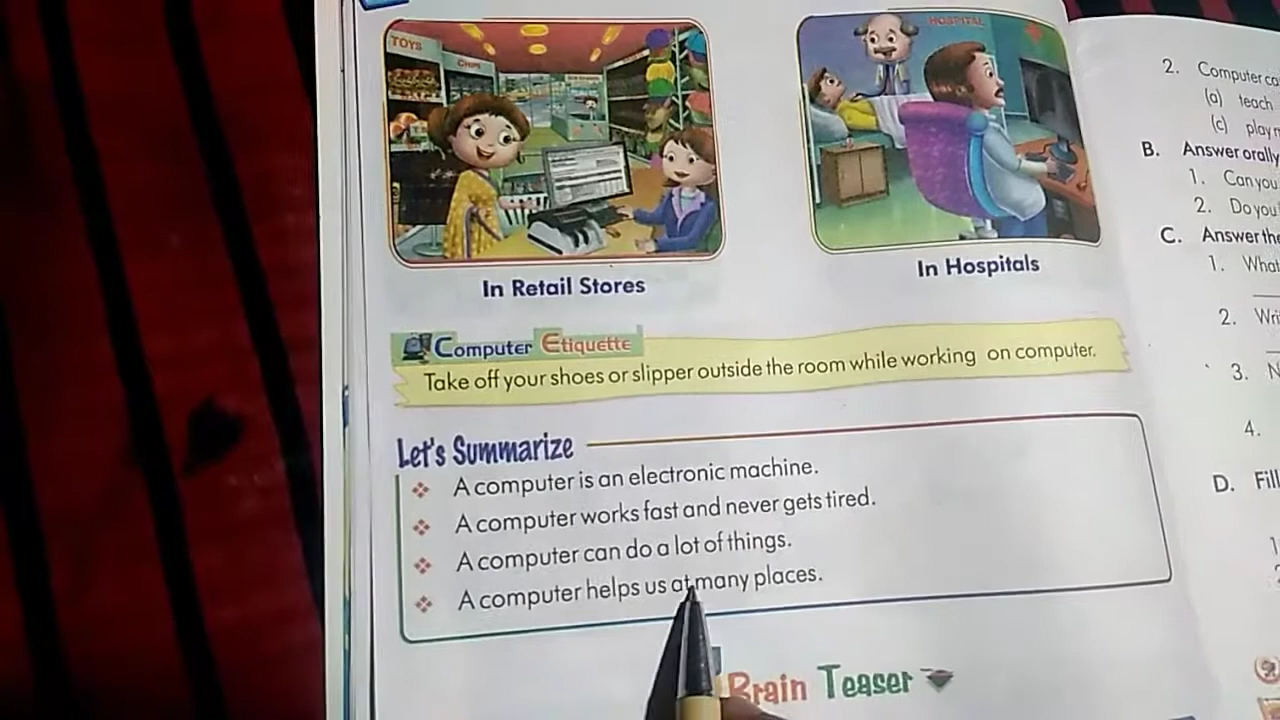 TOYS
CHIPS
HOSPITAL
In Retail Stores
In Hospitals
Computer Etiquette
Take off your shoes or slipper outside the room while working on computer.
Let's Summarize
A computer is an electronic machine.
A computer works fast and never gets tired.
A computer can do a lot of things.
A computer helps us at many places.
Brain Teaser
2. Computer ca
(a) teach
(c) play
B. Answer orally
1. Can you
2. Do you
C. Answer the
1. What
2. Wri
3. N
4.
D. Fill
1